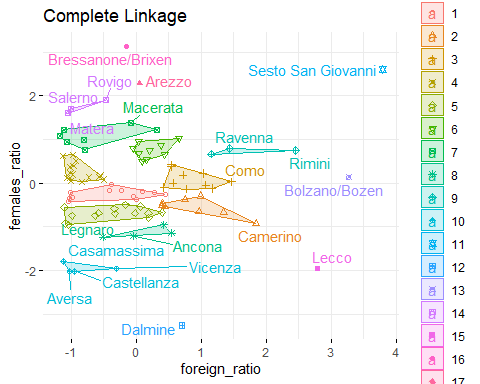 Complete Linkage
1
Bressanone/Brixen
2
Sesto San Giovanni
3
Rovigo
Arezzo
4
Salerno
2
Macerata
5
Matera
6
Ravenna
7
Rimini
Como
8
females_ratio
0
Bolzano/Bozen
9
Legnaro
Camerino
10
Casamassima
Ancona
11
Vicenza
Lecco
12
-2
Castellanza
13
Aversa
14
Dalmine
15
16
-1
0
1
2
3
4
foreign_ratio
17